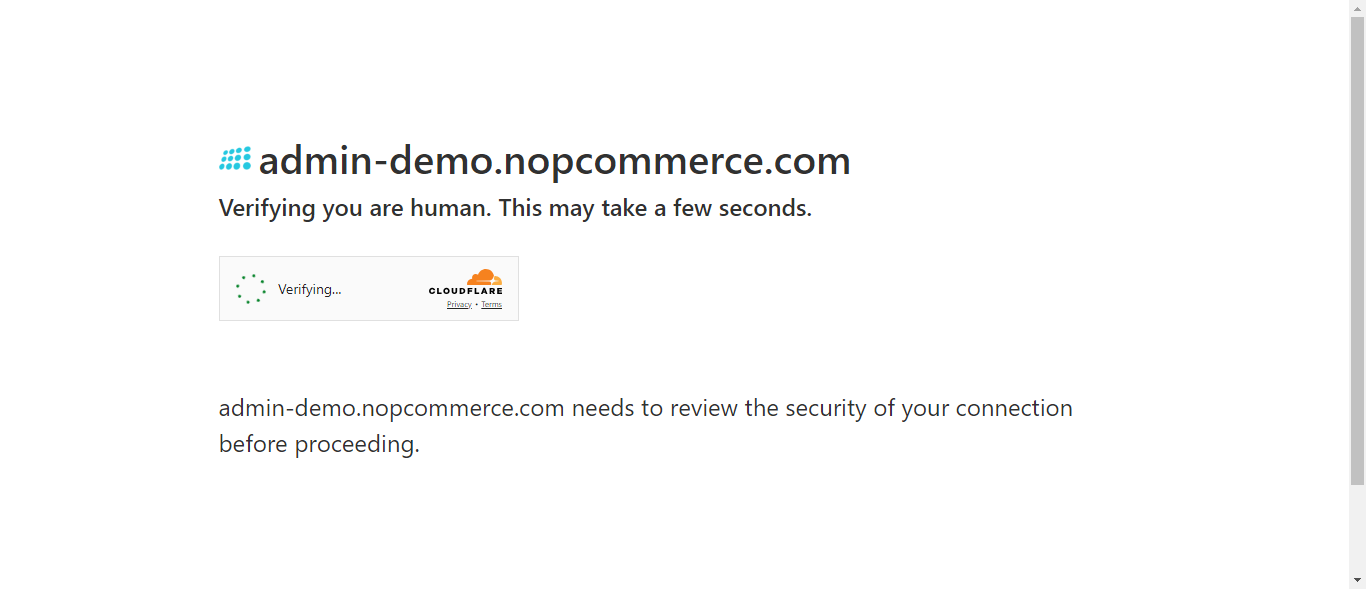 admin-demo.nopcommerce.com
Verifying you are human. This may take a few seconds.
Verifying...
CLOUDFLARE
Privacy • Terms
admin-demo.nopcommerce.com needs to review the security of your connection
before proceeding.